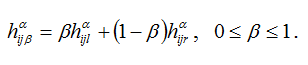 h^α_{ijβ} = βh^α_{ijl} + (1−β)h^α_{ijr} , 0 ≤ β ≤ 1.